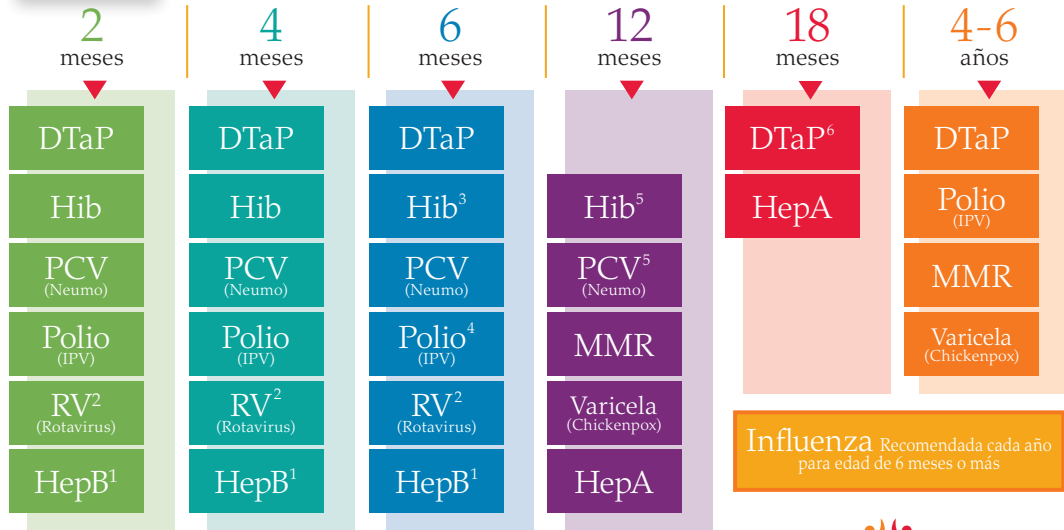 2
meses
DTaP
Hib
PCV
(Neumo)
Polio
(IPV)
RV²
(Rotavirus)
HepB¹
4
meses
DTaP
Hib
PCV
(Neumo)
Polio
(IPV)
RV²
(Rotavirus)
HepB¹
6
meses
DTaP
Hib³
PCV
(Neumo)
Polio⁴
(IPV)
RV²
(Rotavirus)
HepB¹
12
meses
Hib⁵
PCV⁵
(Neumo)
MMR
Varicela
(Chickenpox)
HepA
18
meses
DTaP⁶
HepA
4-6
años
DTaP
Polio
(IPV)
MMR
Varicela
(Chickenpox)
Influenza Recomendada cada año
para edad de 6 meses o más